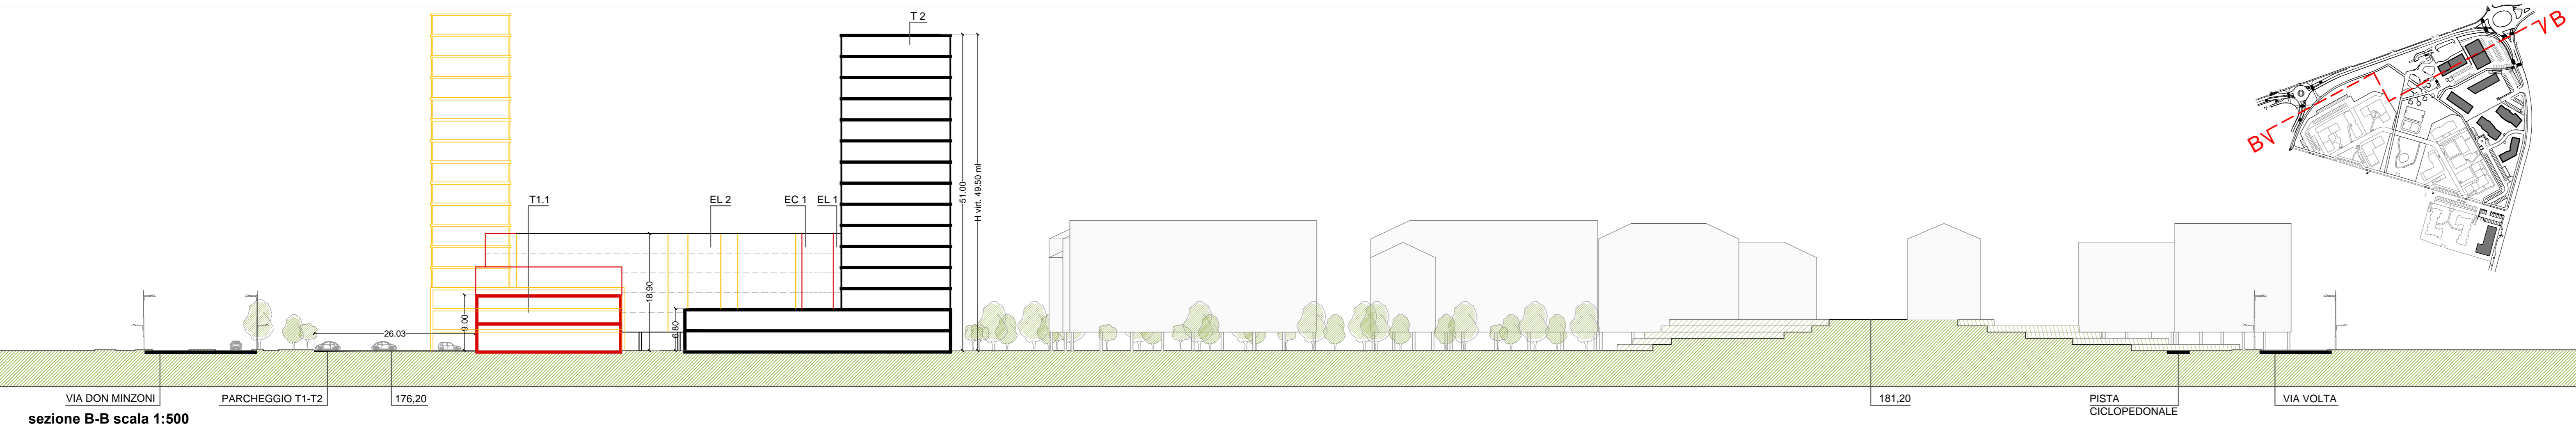 T 2
B
B
51.00
H virt. 49.50 ml
T1.1
EL 2
EC 1
EL 1
18.90
9.00
6.80
26.03
VIA DON MINZONI
PARCHEGGIO T1-T2
176,20
181,20
PISTA
CICLOPEDONALE
VIA VOLTA
sezione B-B scala 1:500